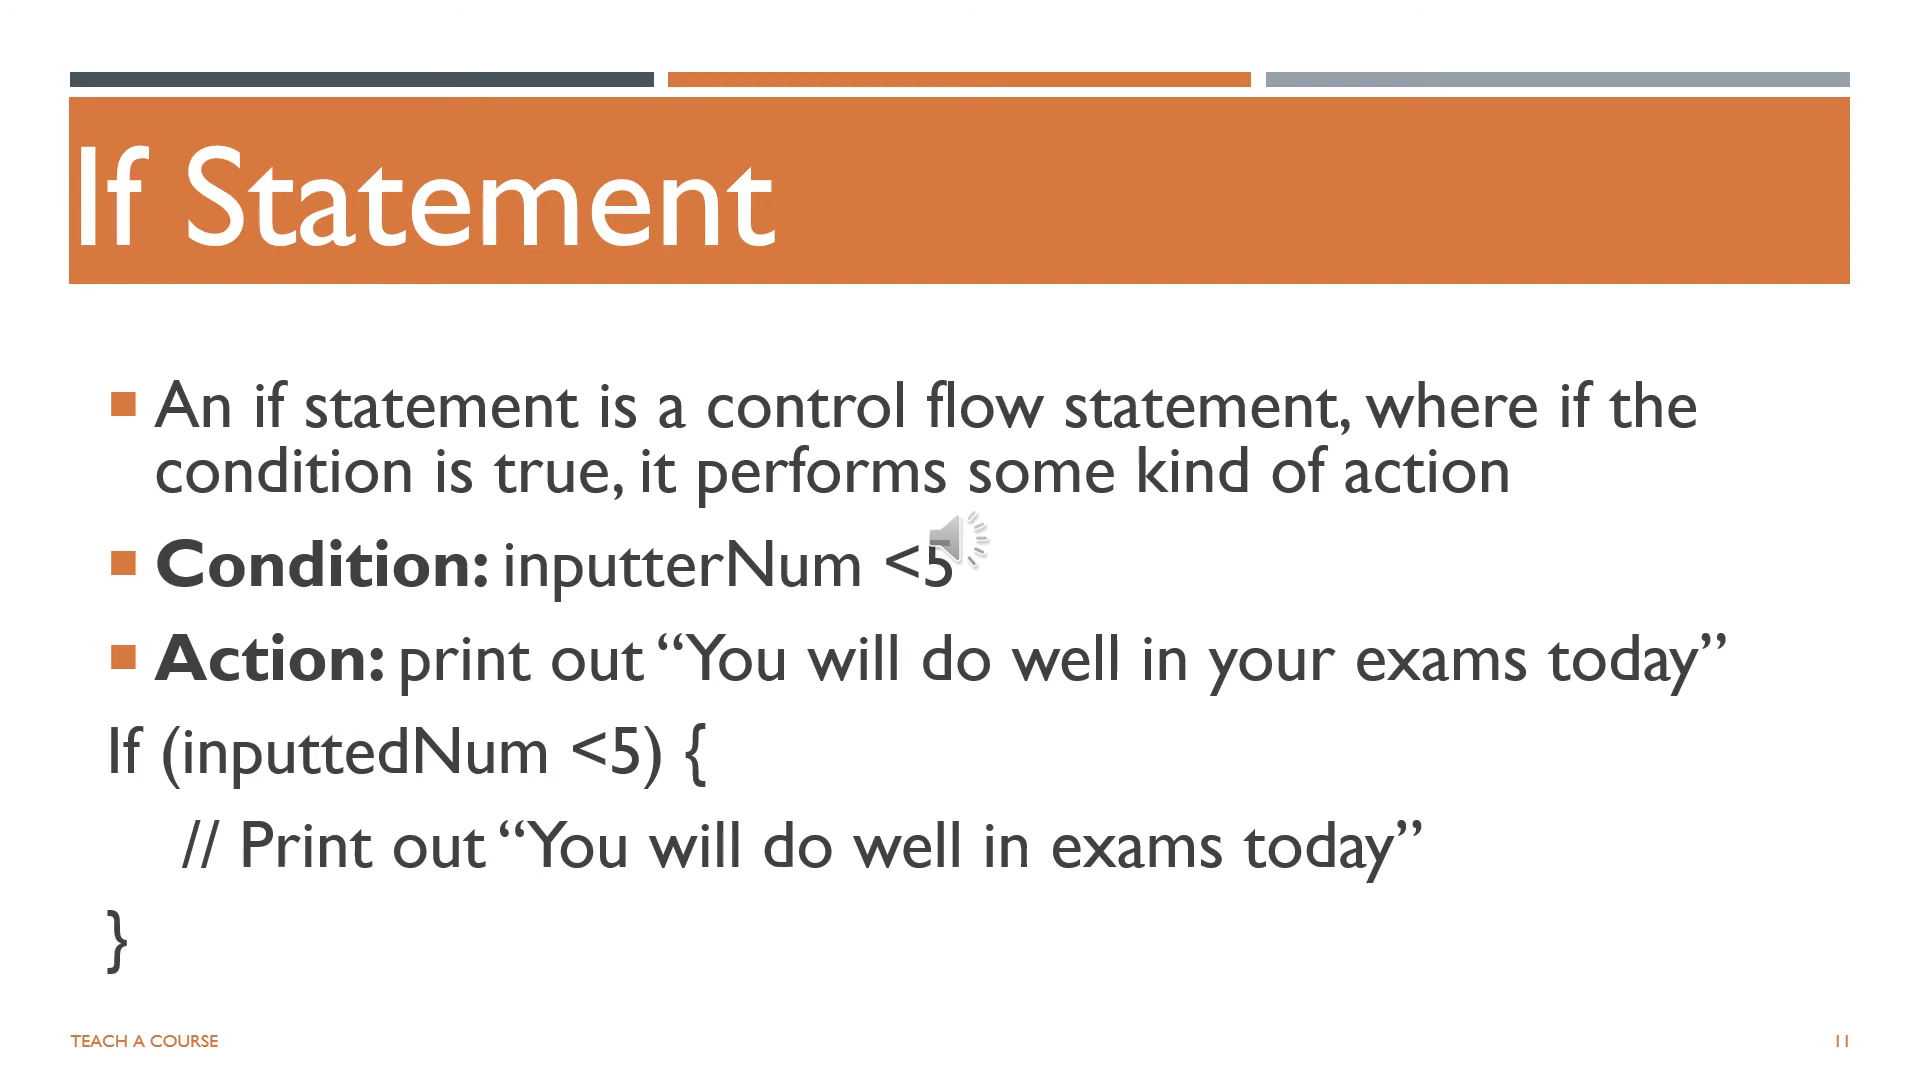 If Statement
An if statement is a control flow statement, where if the
condition is true, it performs some kind of action
Condition: inputterNum <5
Action: print out “You will do well in your exams today”
If (inputtedNum <5) {
// Print out “You will do well in exams today”
}
TEACH A COURSE
11